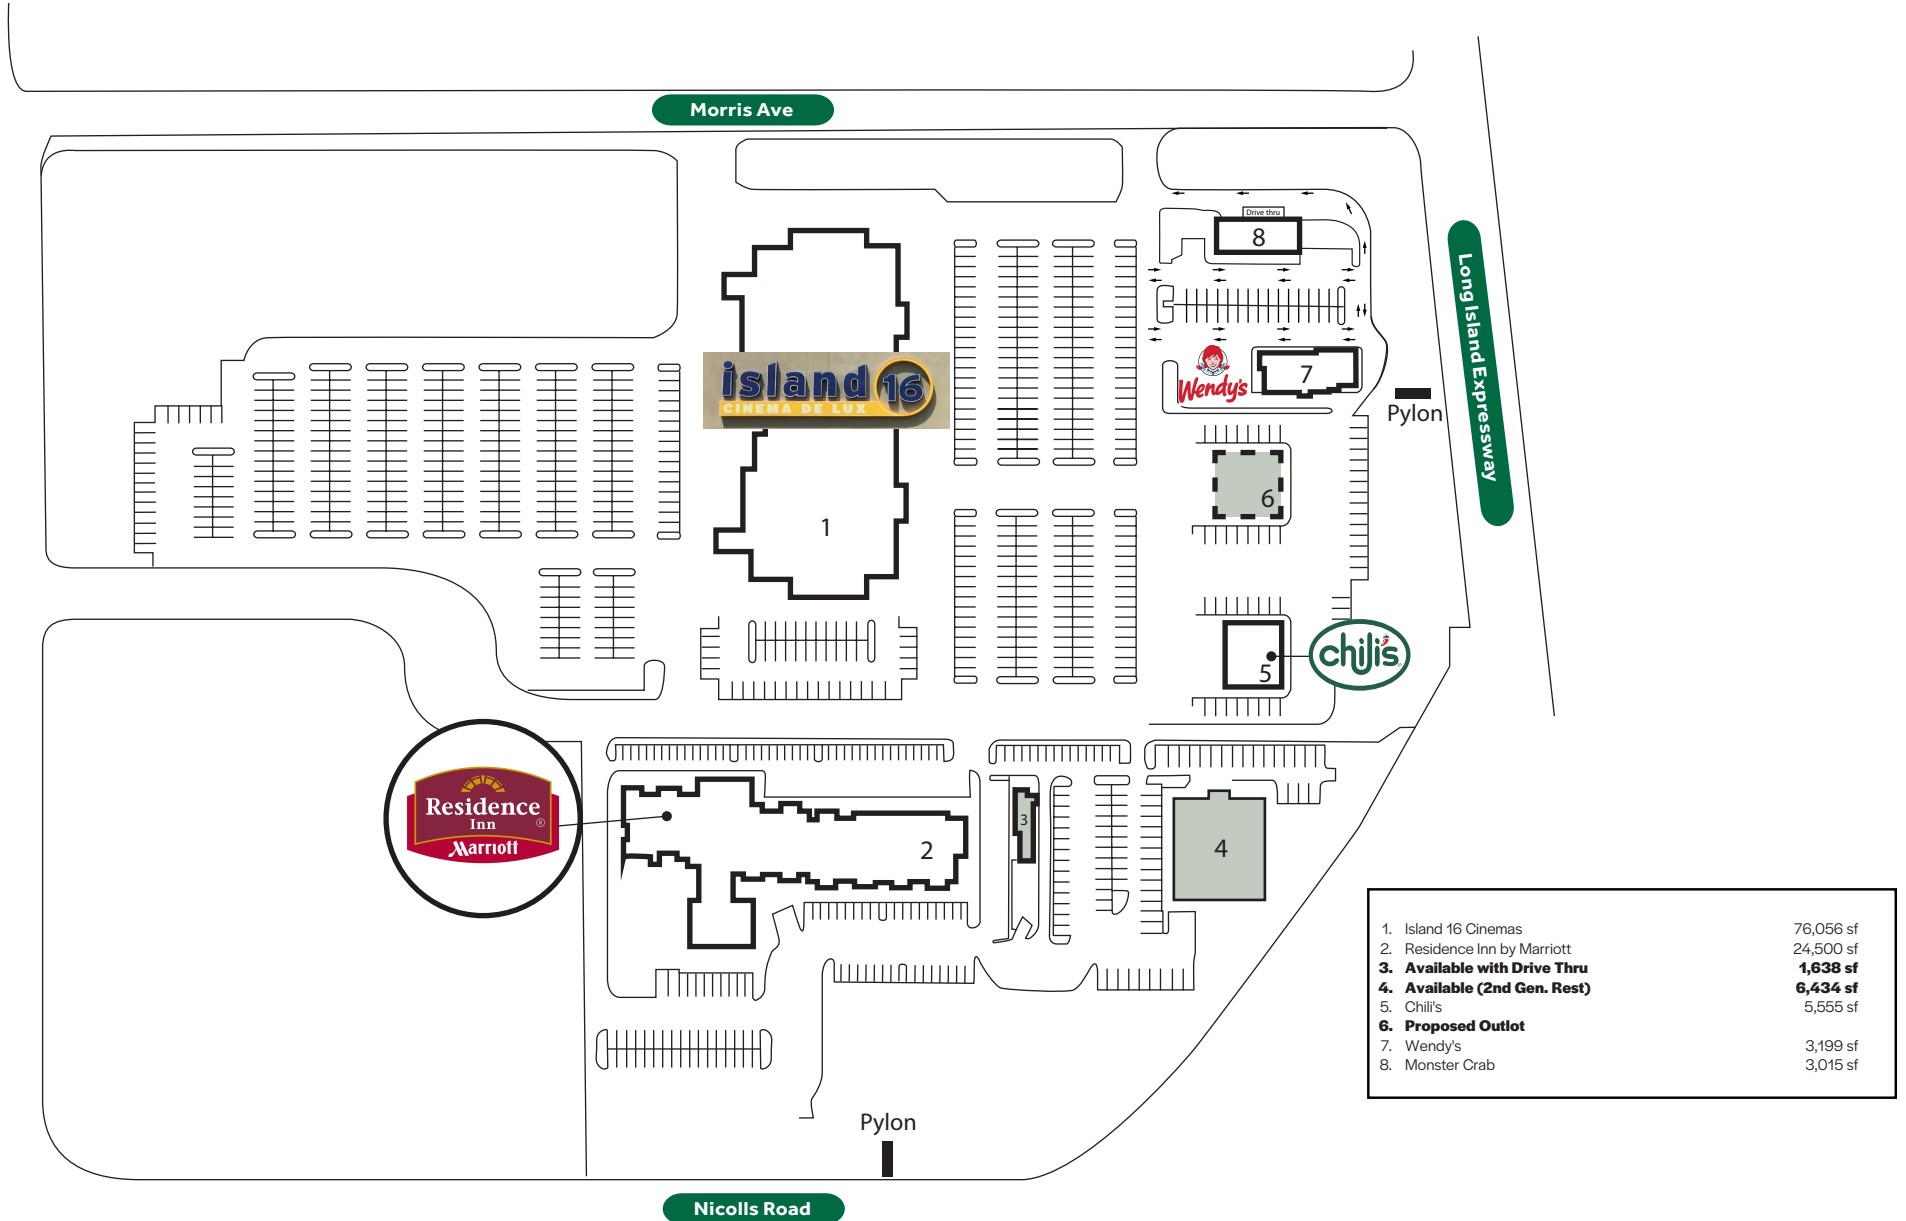 Morris Ave
Drive thru
8
Long Island Expressway
island 16
CINEMA DE LUX
Wendy's
7
Pylon
6
1
chili's
5
Residence
Inn ®
Marriott
2
3
4
1. Island 16 Cinemas 76,056 sf
2. Residence Inn by Marriott 24,500 sf
3. Available with Drive Thru 1,638 sf
4. Available (2nd Gen. Rest) 6,434 sf
5. Chili's 5,555 sf
6. Proposed Outlot
7. Wendy's 3,199 sf
8. Monster Crab 3,015 sf
Pylon
Nicolls Road